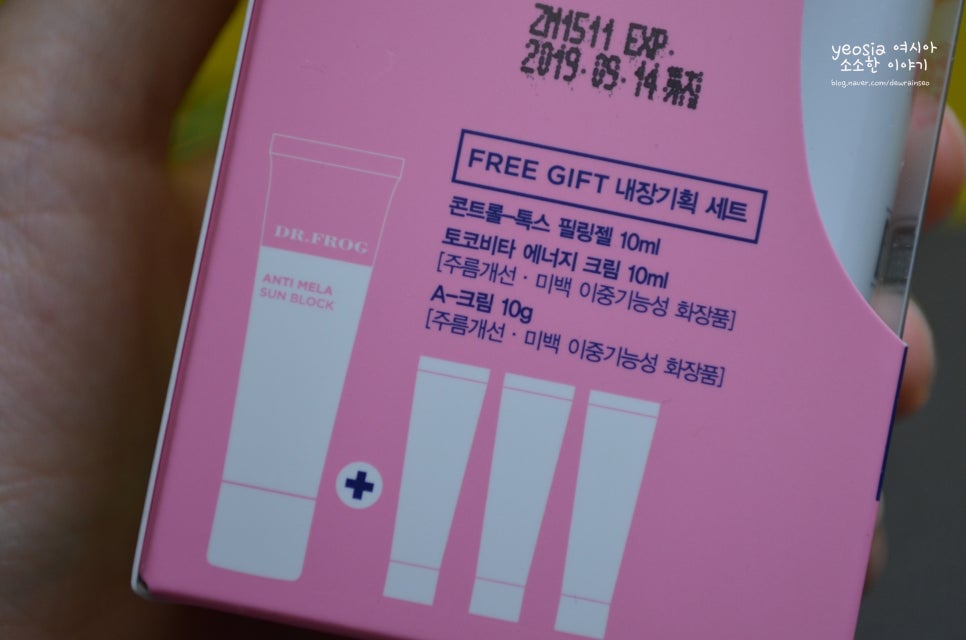 ZM1511 EXP.
2019.09.14
yeosia 여시아
소소한 이야기
blog.naver.com/dewrainseo
FREE GIFT 내장기획 세트
콘트롤-톡스 필링젤 10ml
토코비타 에너지 크림 10ml
[주름개선 · 미백 이중기능성 화장품]
A-크림 10g
[주름개선 · 미백 이중기능성 화장품]
DR.FROG
ANTI MELA
SUN BLOCK